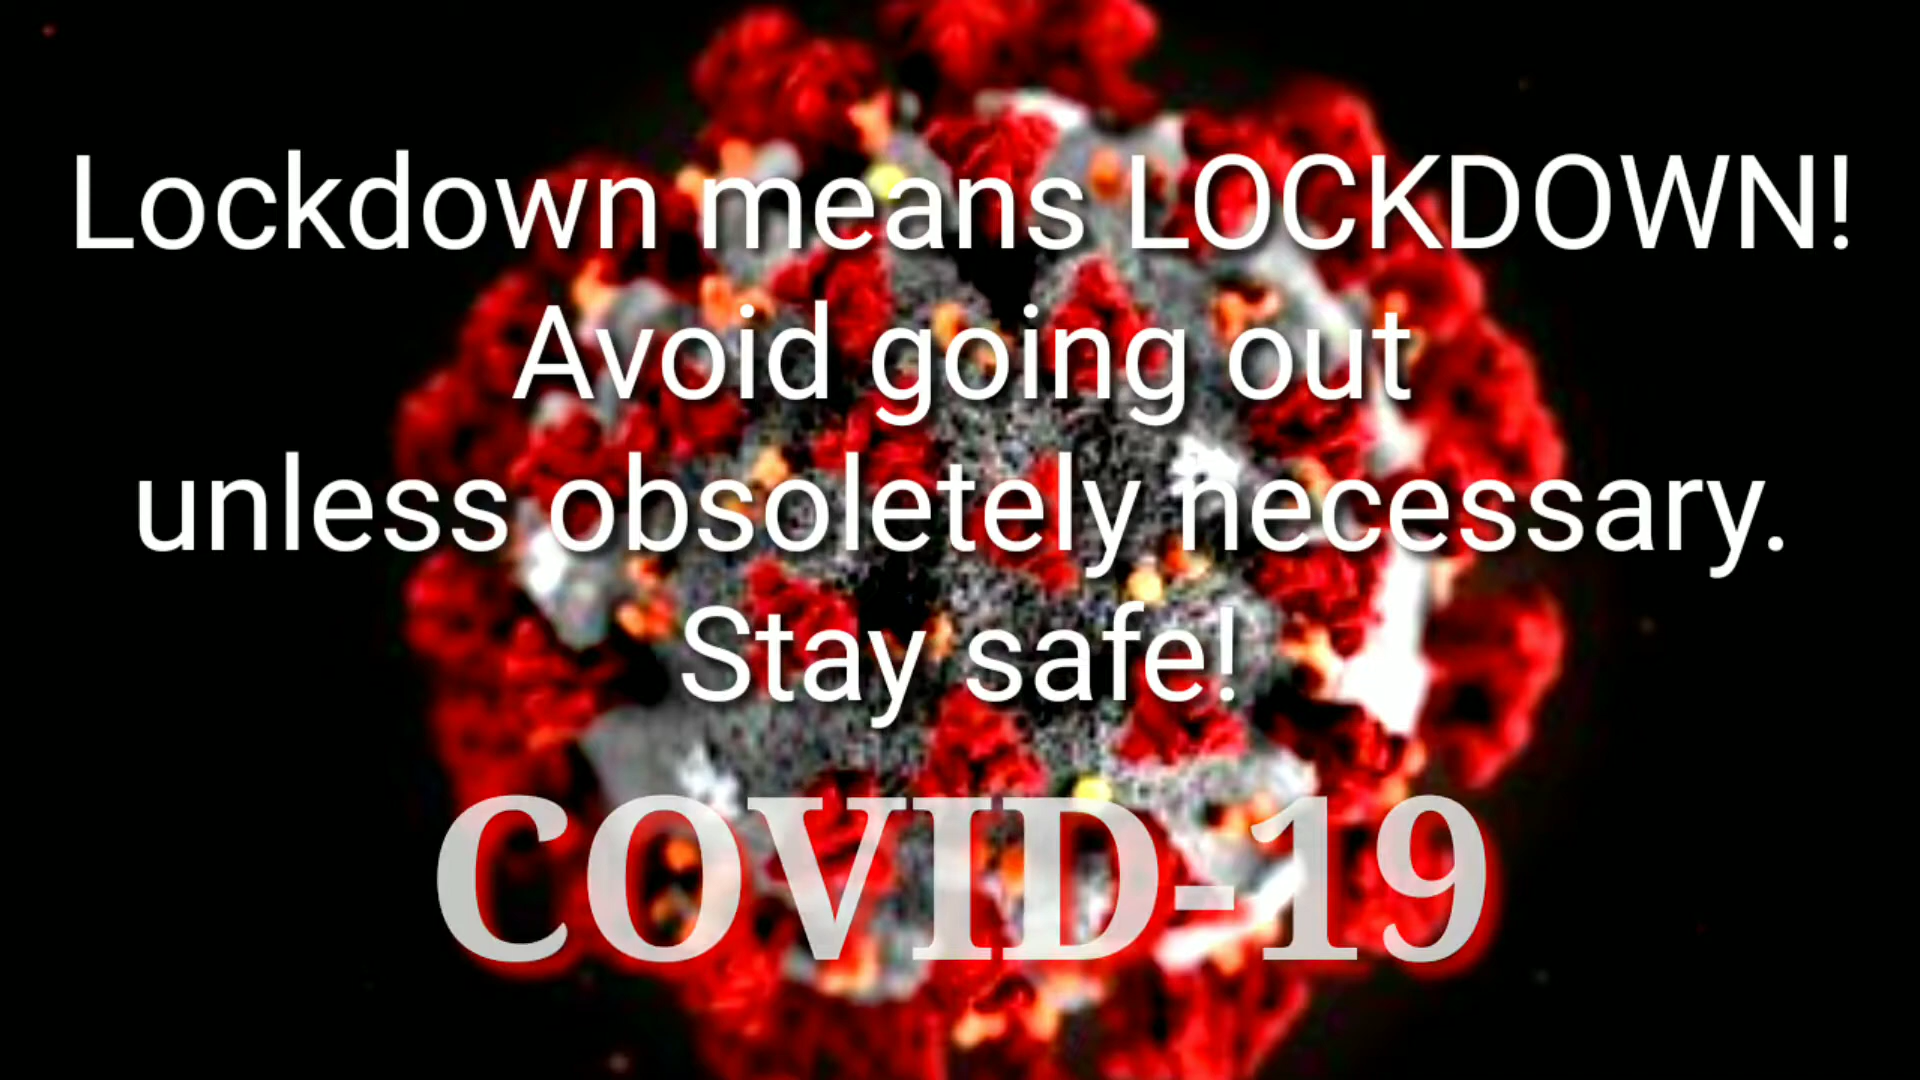 Lockdown means LOCKDOWN!
Avoid going out
unless obsoletely necessary.
Stay safe!
COVID-19